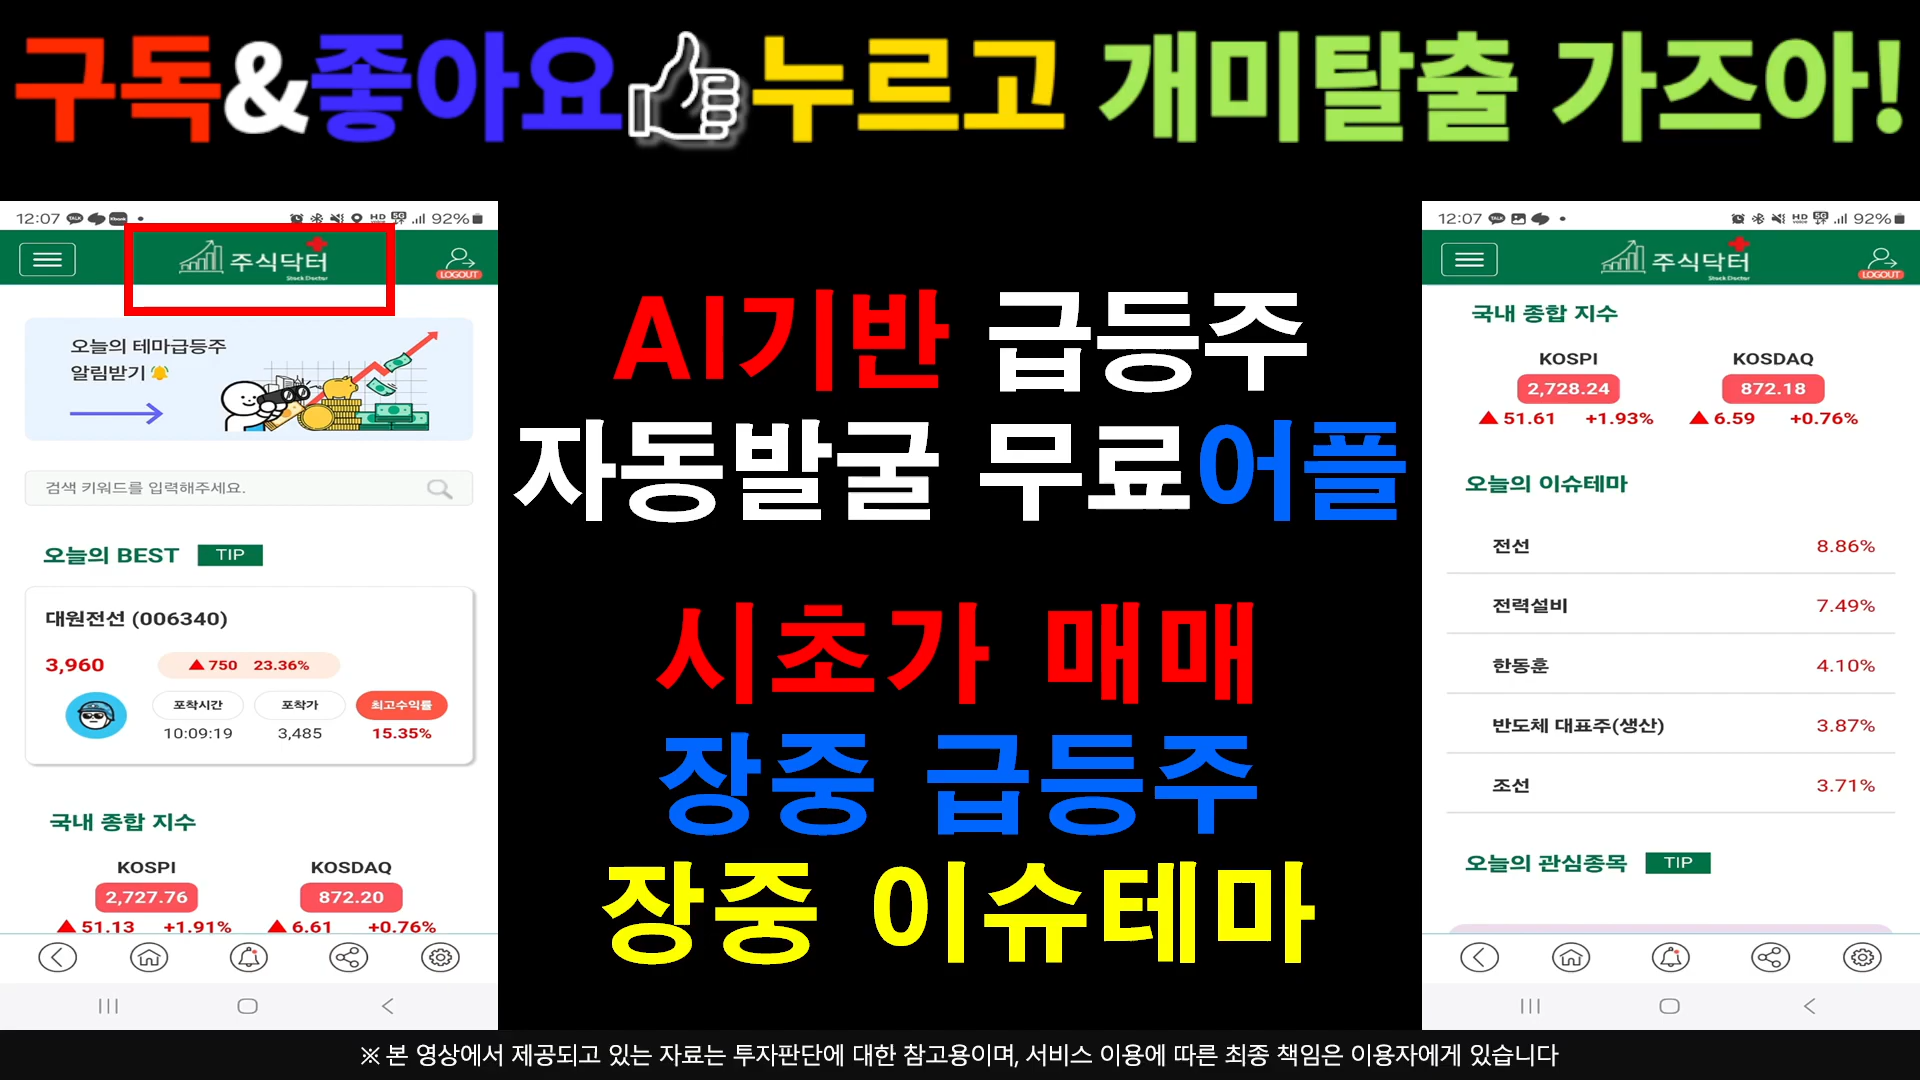 구독&좋아요 누르고 개미탈출 가즈아!
12:07 TALK Kbank HD 5G 92%
주식닥터
Stock Doctor
LOGOUT
오늘의 테마급등주
알림받기
검색 키워드를 입력해주세요.
오늘의 BEST TIP
대원전선 (006340)
3,960 ▲ 750 23.36%
포착시간 포착가 최고수익률
10:09:19 3,485 15.35%
국내 종합 지수
KOSPI KOSDAQ
2,727.76 872.20
▲ 51.13 +1.91% ▲ 6.61 +0.76%
AI기반 급등주
자동발굴 무료어플
시초가 매매
장중 급등주
장중 이슈테마
12:07 TALK HD 5G 92%
주식닥터
Stock Doctor
LOGOUT
국내 종합 지수
KOSPI KOSDAQ
2,728.24 872.18
▲ 51.61 +1.93% ▲ 6.59 +0.76%
오늘의 이슈테마
전선 8.86%
전력설비 7.49%
한동훈 4.10%
반도체 대표주(생산) 3.87%
조선 3.71%
오늘의 관심종목 TIP
※ 본 영상에서 제공되고 있는 자료는 투자판단에 대한 참고용이며, 서비스 이용에 따른 최종 책임은 이용자에게 있습니다